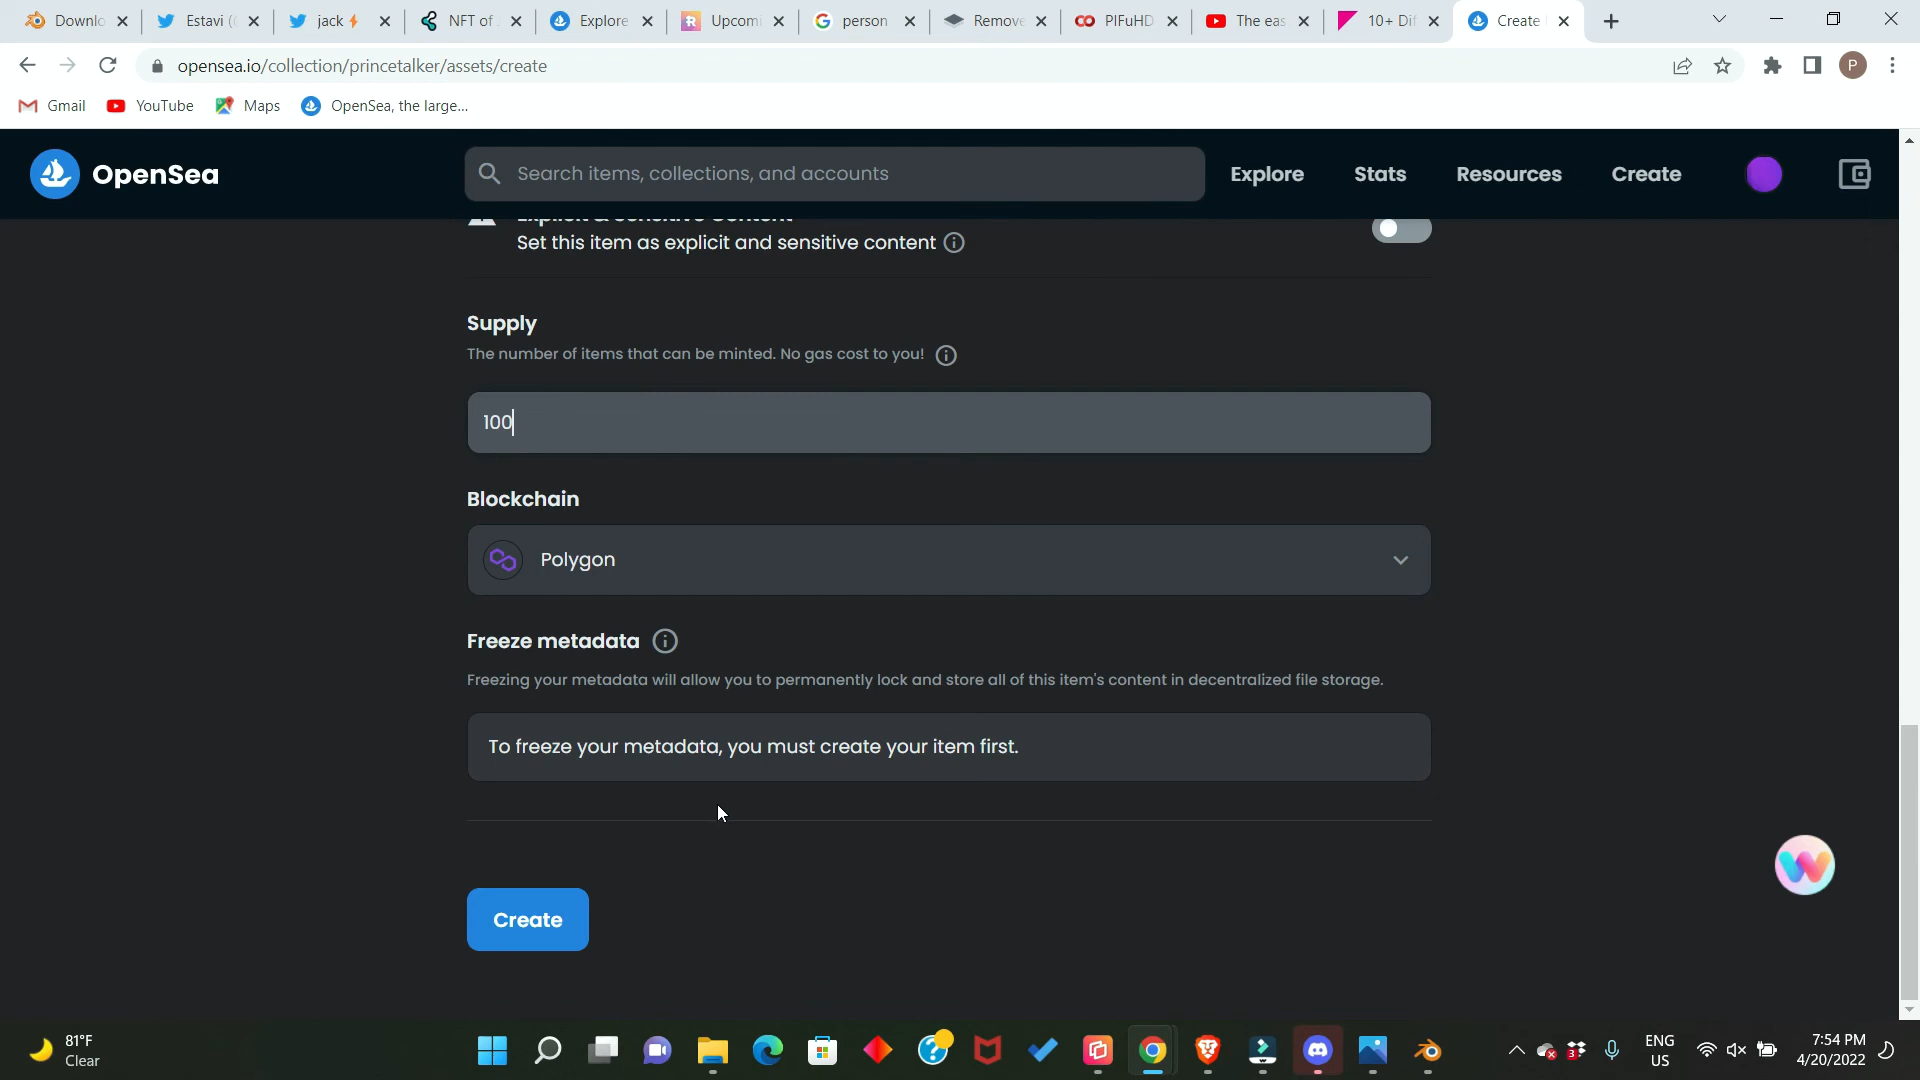 Downlo
Estavi (
jack
NFT of
Explore
Upcomi
person
Remove
PIFuHD
The eas
10+ Dif
Create
opensea.io/collection/princetalker/assets/create
P
Gmail
YouTube
Maps
OpenSea, the large...
OpenSea
Search items, collections, and accounts
Explore
Stats
Resources
Create
Set this item as explicit and sensitive content
Supply
The number of items that can be minted. No gas cost to you!
100
Blockchain
Polygon
Freeze metadata
Freezing your metadata will allow you to permanently lock and store all of this item's content in decentralized file storage.
To freeze your metadata, you must create your item first.
Create
81°F
Clear
3
ENG
US
7:54 PM
4/20/2022